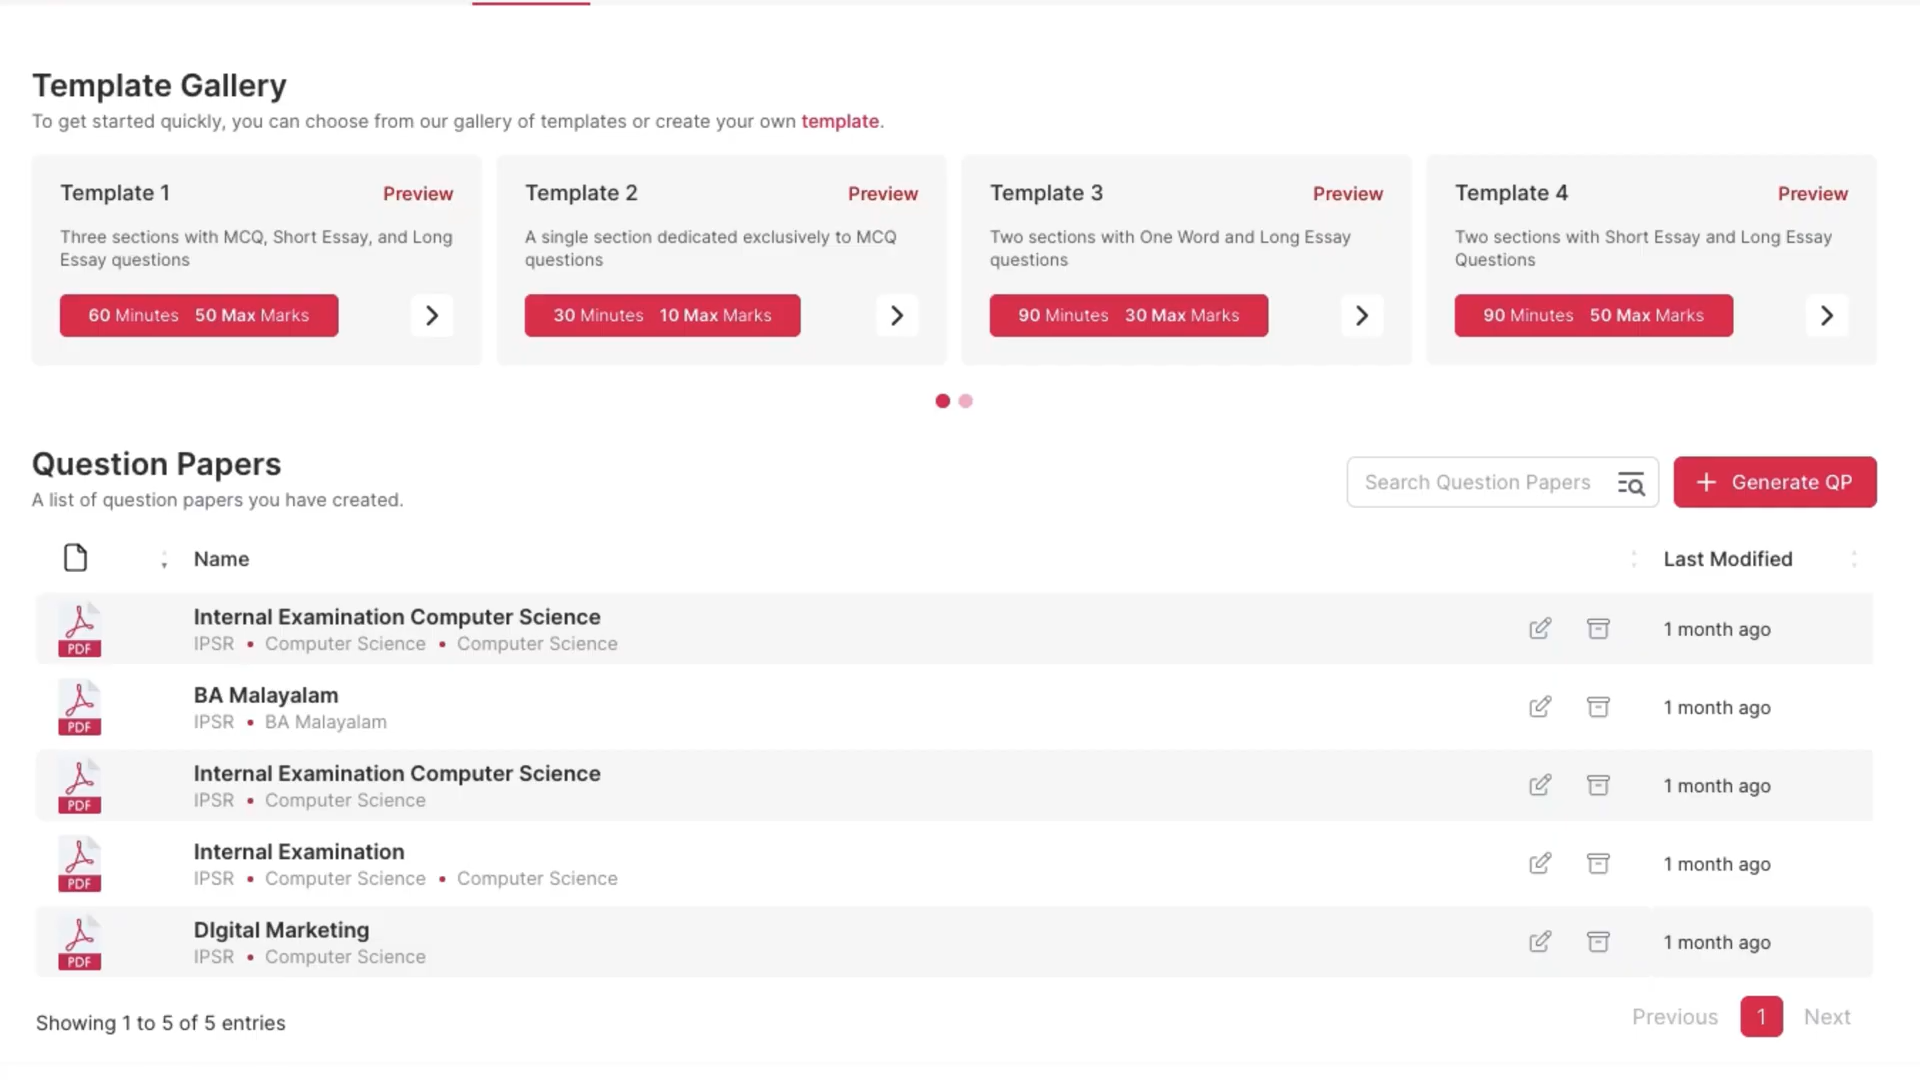 Template Gallery
To get started quickly, you can choose from our gallery of templates or create your own template.
Template 1 Preview
Three sections with MCQ, Short Essay, and Long
Essay questions
60 Minutes 50 Max Marks
Template 2 Preview
A single section dedicated exclusively to MCQ
questions
30 Minutes 10 Max Marks
Template 3 Preview
Two sections with One Word and Long Essay
questions
90 Minutes 30 Max Marks
Template 4 Preview
Two sections with Short Essay and Long Essay
Questions
90 Minutes 50 Max Marks
Question Papers
A list of question papers you have created.
Search Question Papers
+ Generate QP
Name Last Modified
PDF
Internal Examination Computer Science
IPSR • Computer Science • Computer Science
1 month ago
PDF
BA Malayalam
IPSR • BA Malayalam
1 month ago
PDF
Internal Examination Computer Science
IPSR • Computer Science
1 month ago
PDF
Internal Examination
IPSR • Computer Science • Computer Science
1 month ago
PDF
DIgital Marketing
IPSR • Computer Science
1 month ago
Showing 1 to 5 of 5 entries
Previous 1 Next